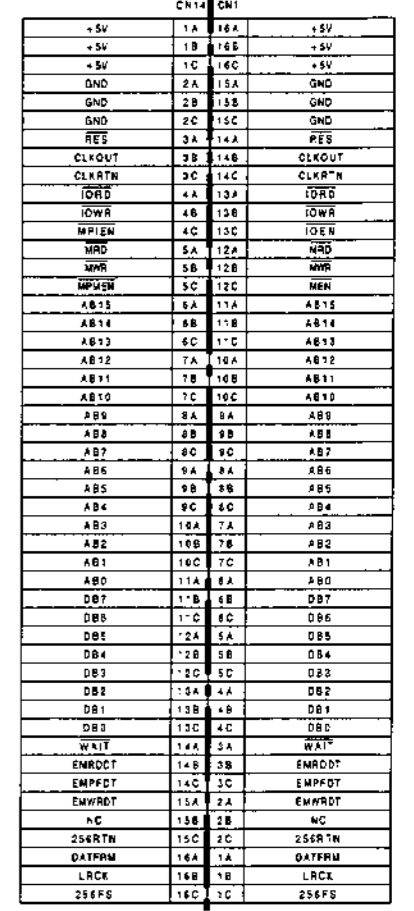 CN14 CN1
+5V 1A 16A +5V
+5V 1B 16B +5V
+5V 1C 16C +5V
GND 2A 15A GND
GND 2B 15B GND
GND 2C 15C GND
RES 3A 14A RES
CLKOUT 3B 14B CLKOUT
CLKRTN 3C 14C CLKRTN
IORD 4A 13A IORD
IOWR 4B 13B IOWR
MPIEN 4C 13C IOEN
MRD 5A 12A MRD
MWR 5B 12B MWR
MPMEM 5C 12C MEN
AB15 6A 11A AB15
AB14 6B 11B AB14
AB13 6C 11C AB13
AB12 7A 10A AB12
AB11 7B 10B AB11
AB10 7C 10C AB10
AB9 8A 9A AB9
AB8 8B 9B AB8
AB7 8C 9C AB7
AB6 9A 8A AB6
AB5 9B 8B AB5
AB4 9C 8C AB4
AB3 10A 7A AB3
AB2 10B 7B AB2
AB1 10C 7C AB1
AB0 11A 6A AB0
DB7 11B 6B DB7
DB6 11C 6C DB6
DB5 12A 5A DB5
DB4 12B 5B DB4
DB3 12C 5C DB3
DB2 13A 4A DB2
DB1 13B 4B DB1
DB0 13C 4C DB0
WAIT 14A 3A WAIT
EMRDDT 14B 3B EMRDDT
EMPFDT 14C 3C EMPFDT
EMWRDT 15A 2A EMWRDT
NC 15B 2B NC
256RTN 15C 2C 256RTN
DATFRM 16A 1A DATFRM
LRCK 16B 1B LRCK
256FS 16C 1C 256FS